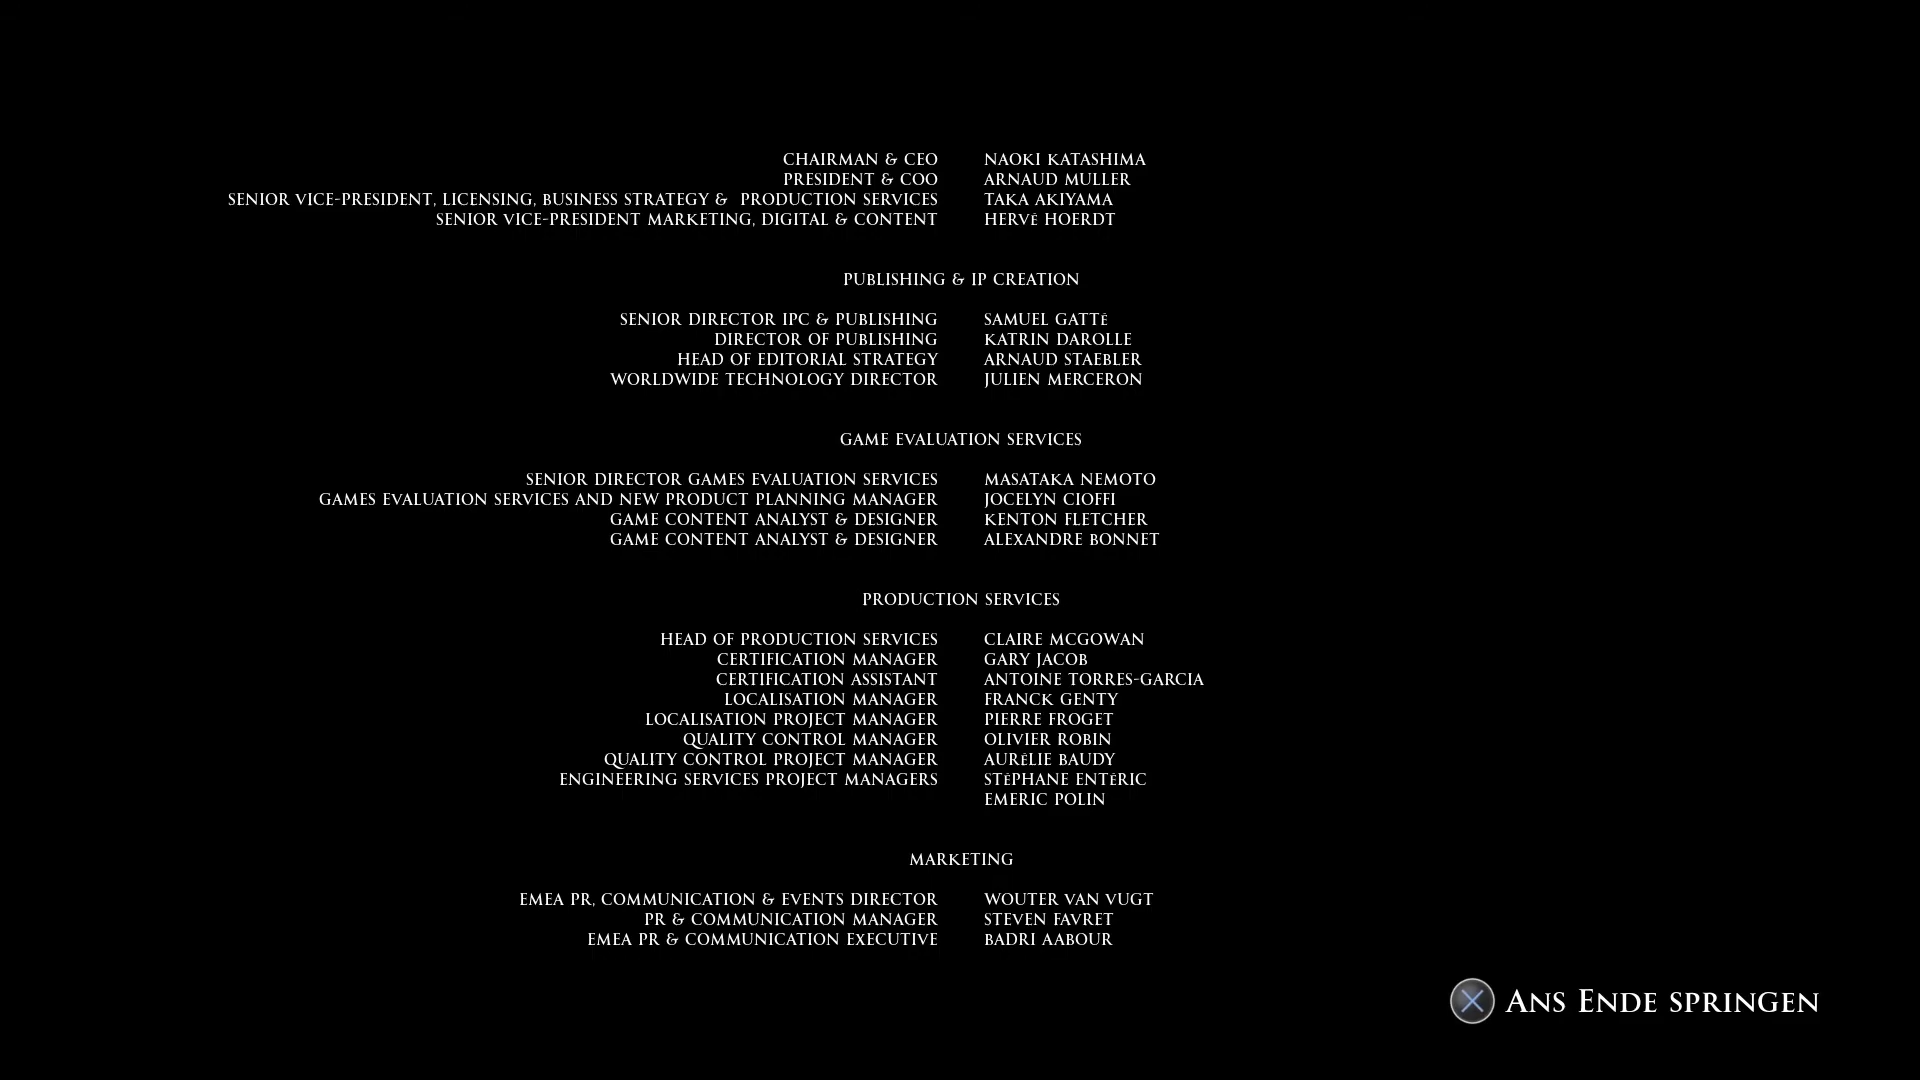 CHAIRMAN & CEO NAOKI KATASHIMA
PRESIDENT & COO ARNAUD MULLER
SENIOR VICE-PRESIDENT, LICENSING, BUSINESS STRATEGY & PRODUCTION SERVICES TAKA AKIYAMA
SENIOR VICE-PRESIDENT MARKETING, DIGITAL & CONTENT HERVÉ HOERDT
PUBLISHING & IP CREATION
SENIOR DIRECTOR IPC & PUBLISHING SAMUEL GATTÉ
DIRECTOR OF PUBLISHING KATRIN DAROLLE
HEAD OF EDITORIAL STRATEGY ARNAUD STAEBLER
WORLDWIDE TECHNOLOGY DIRECTOR JULIEN MERCERON
GAME EVALUATION SERVICES
SENIOR DIRECTOR GAMES EVALUATION SERVICES MASATAKA NEMOTO
GAMES EVALUATION SERVICES AND NEW PRODUCT PLANNING MANAGER JOCELYN CIOFFI
GAME CONTENT ANALYST & DESIGNER KENTON FLETCHER
GAME CONTENT ANALYST & DESIGNER ALEXANDRE BONNET
PRODUCTION SERVICES
HEAD OF PRODUCTION SERVICES CLAIRE MCGOWAN
CERTIFICATION MANAGER GARY JACOB
CERTIFICATION ASSISTANT ANTOINE TORRES-GARCIA
LOCALISATION MANAGER FRANCK GENTY
LOCALISATION PROJECT MANAGER PIERRE FROGET
QUALITY CONTROL MANAGER OLIVIER ROBIN
QUALITY CONTROL PROJECT MANAGER AURÉLIE BAUDY
ENGINEERING SERVICES PROJECT MANAGERS STÉPHANE ENTÉRIC
EMERIC POLIN
MARKETING
EMEA PR, COMMUNICATION & EVENTS DIRECTOR WOUTER VAN VUGT
PR & COMMUNICATION MANAGER STEVEN FAVRET
EMEA PR & COMMUNICATION EXECUTIVE BADRI AABOUR
ANS ENDE SPRINGEN